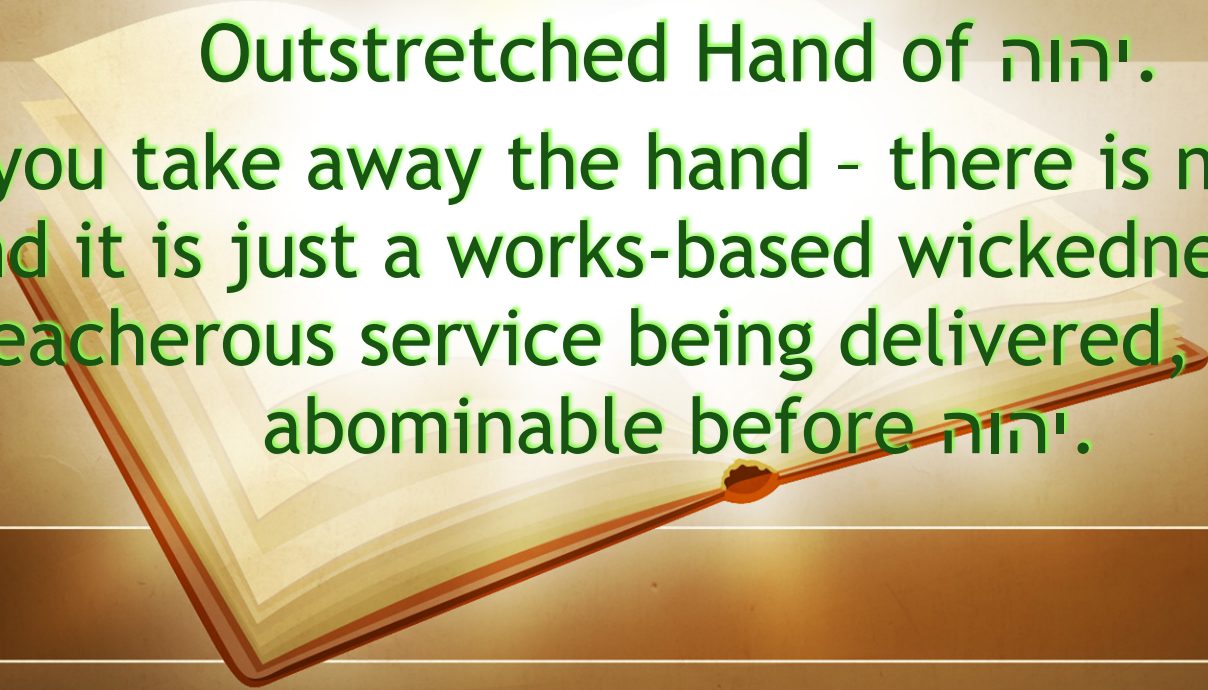 Outstretched Hand of יהוה.
you take away the hand – there is
it is just a works-based
service being delivered,
abominable before יהוה.